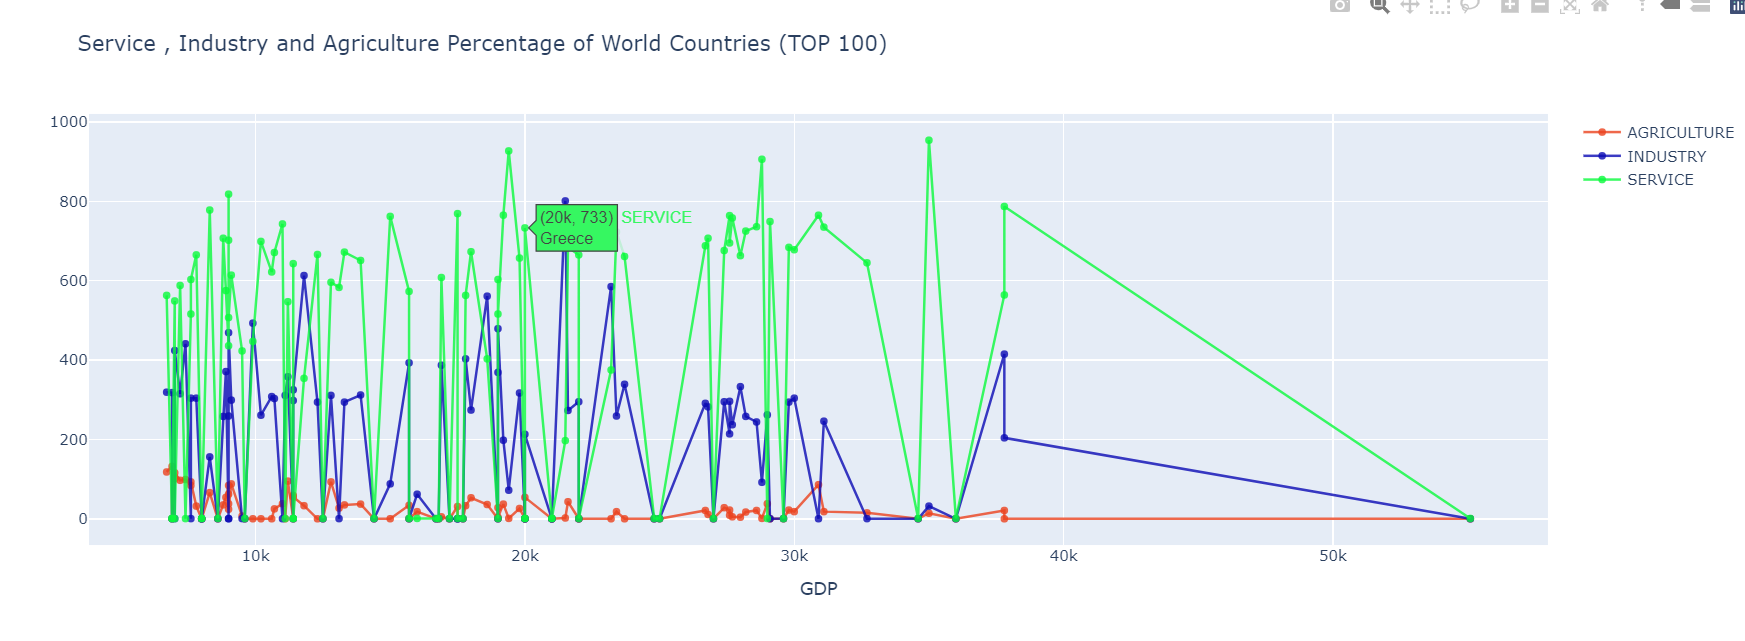 Service , Industry and Agriculture Percentage of World Countries (TOP 100)
1000
800
600
400
200
0
(20k, 733) SERVICE
Greece
10k
20k
30k
40k
50k
GDP
AGRICULTURE
INDUSTRY
SERVICE